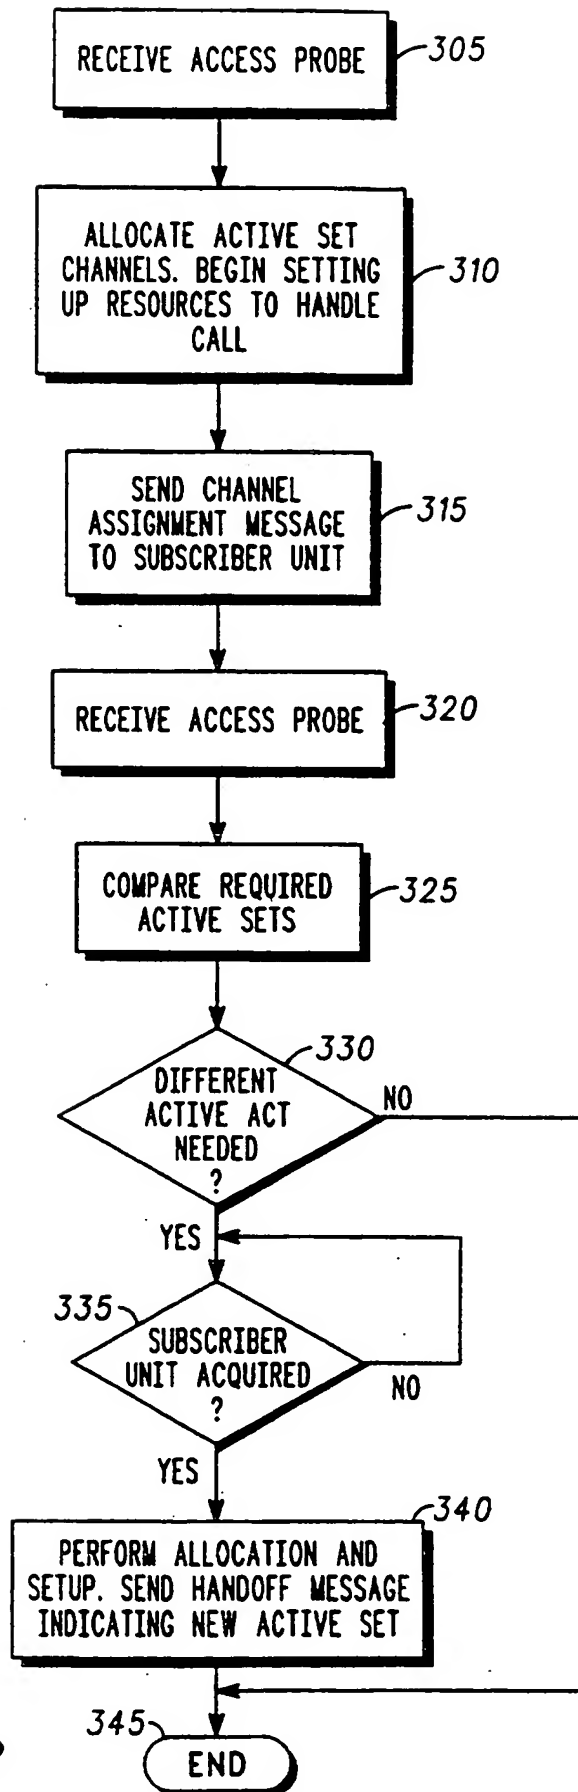 RECEIVE ACCESS PROBE
305
ALLOCATE ACTIVE SET
CHANNELS. BEGIN SETTING
UP RESOURCES TO HANDLE
CALL
310
SEND CHANNEL
ASSIGNMENT MESSAGE
TO SUBSCRIBER UNIT
315
RECEIVE ACCESS PROBE
320
COMPARE REQUIRED
ACTIVE SETS
325
330
DIFFERENT
ACTIVE ACT
NEEDED
?
NO
YES
335
SUBSCRIBER
UNIT ACQUIRED
?
NO
YES
340
PERFORM ALLOCATION AND
SETUP. SEND HANDOFF MESSAGE
INDICATING NEW ACTIVE SET
345
END